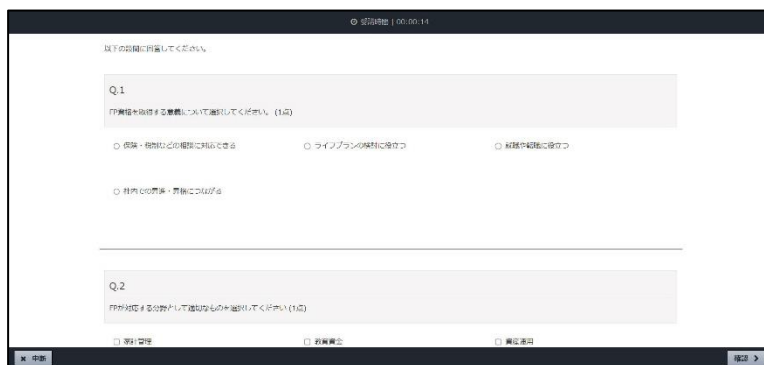 受講時間 | 00:00:14
以下の設問に回答してください。
Q.1
FP資格を取得する意義について選択してください。 (1点)
保険・税制などの相談に対応できる
ライフプランの検討に役立つ
就職や転職に役立つ
社内での昇進・昇格につながる
Q.2
FPが対応する分野として適切なものを選択してください (1点)
家計管理
教育資金
資産運用
中断
確認